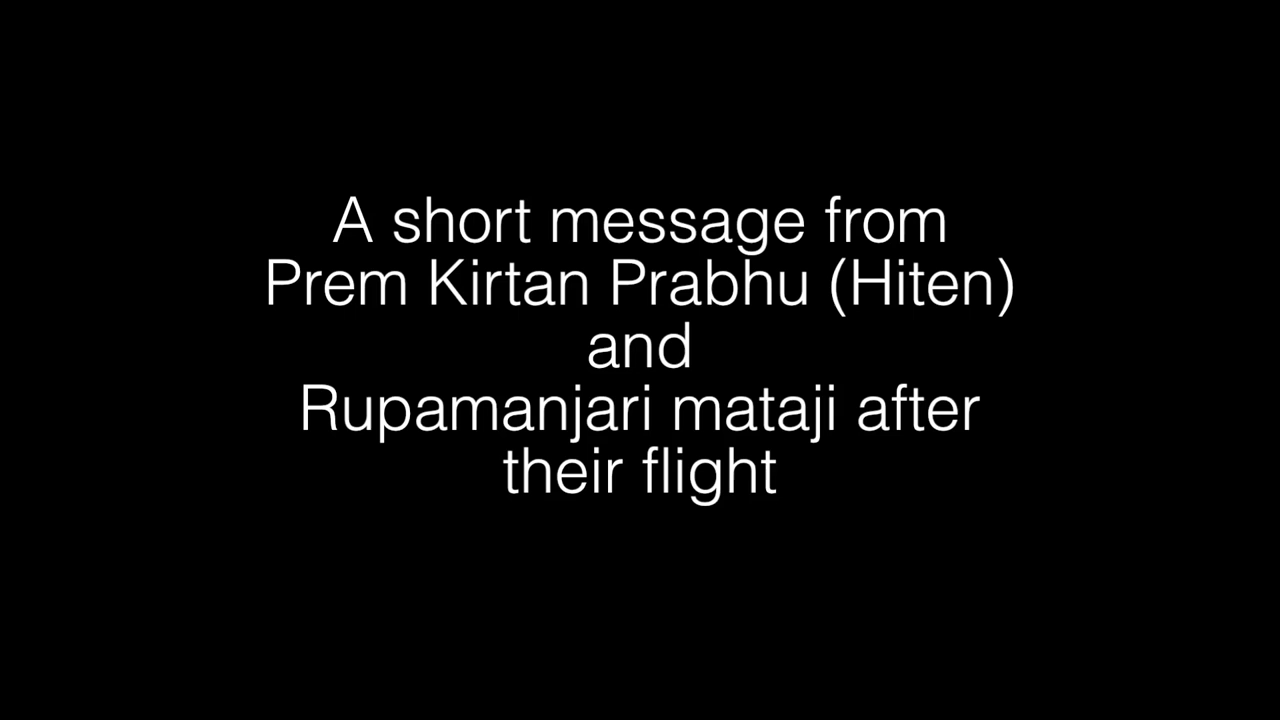 A short message from
Prem Kirtan Prabhu (Hiten)
and
Rupamanjari mataji after
their flight